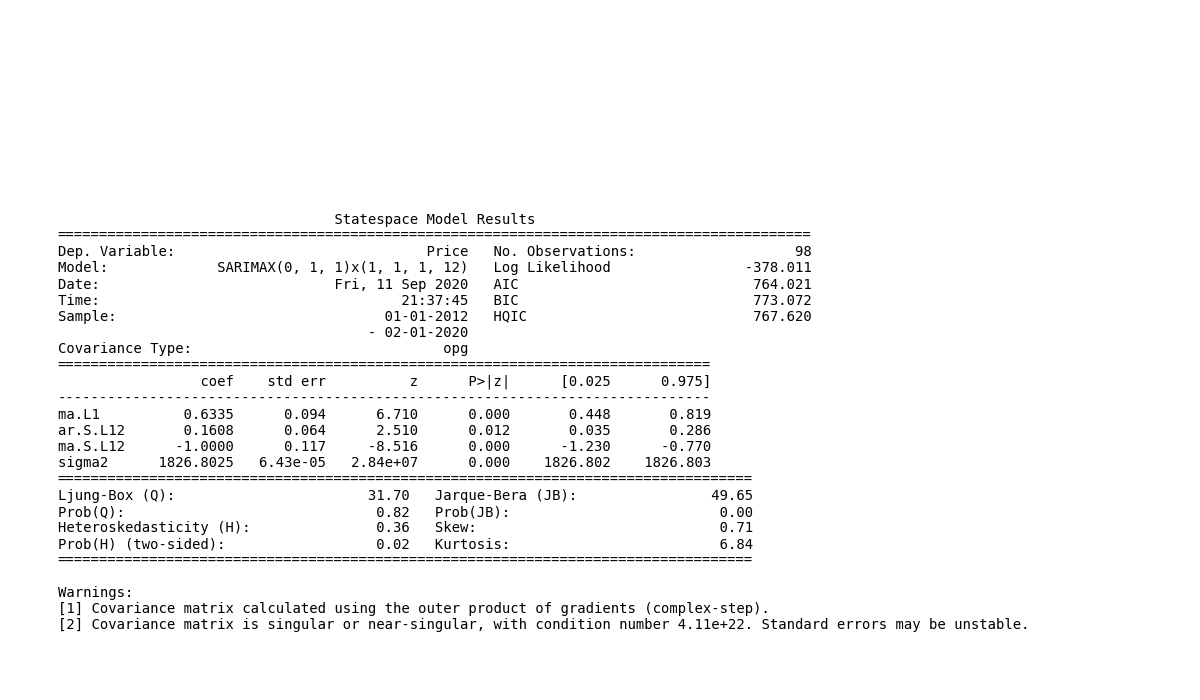 Statespace Model Results
==========================================================================================
Dep. Variable:                              Price   No. Observations:                   98
Model:             SARIMAX(0, 1, 1)x(1, 1, 1, 12)   Log Likelihood                -378.011
Date:                            Fri, 11 Sep 2020   AIC                            764.021
Time:                                    21:37:45   BIC                            773.072
Sample:                                01-01-2012   HQIC                           767.620
                                     - 02-01-2020
Covariance Type:                              opg
==============================================================================
                 coef    std err          z      P>|z|      [0.025      0.975]
------------------------------------------------------------------------------
ma.L1          0.6335      0.094      6.710      0.000       0.448       0.819
ar.S.L12       0.1608      0.064      2.510      0.012       0.035       0.286
ma.S.L12      -1.0000      0.117     -8.516      0.000      -1.230      -0.770
sigma2      1826.8025   6.43e-05   2.84e+07      0.000    1826.802    1826.803
===================================================================================
Ljung-Box (Q):                       31.70   Jarque-Bera (JB):                49.65
Prob(Q):                              0.82   Prob(JB):                         0.00
Heteroskedasticity (H):               0.36   Skew:                             0.71
Prob(H) (two-sided):                  0.02   Kurtosis:                         6.84
===================================================================================
Warnings:
[1] Covariance matrix calculated using the outer product of gradients (complex-step).
[2] Covariance matrix is singular or near-singular, with condition number 4.11e+22. Standard errors may be unstable.